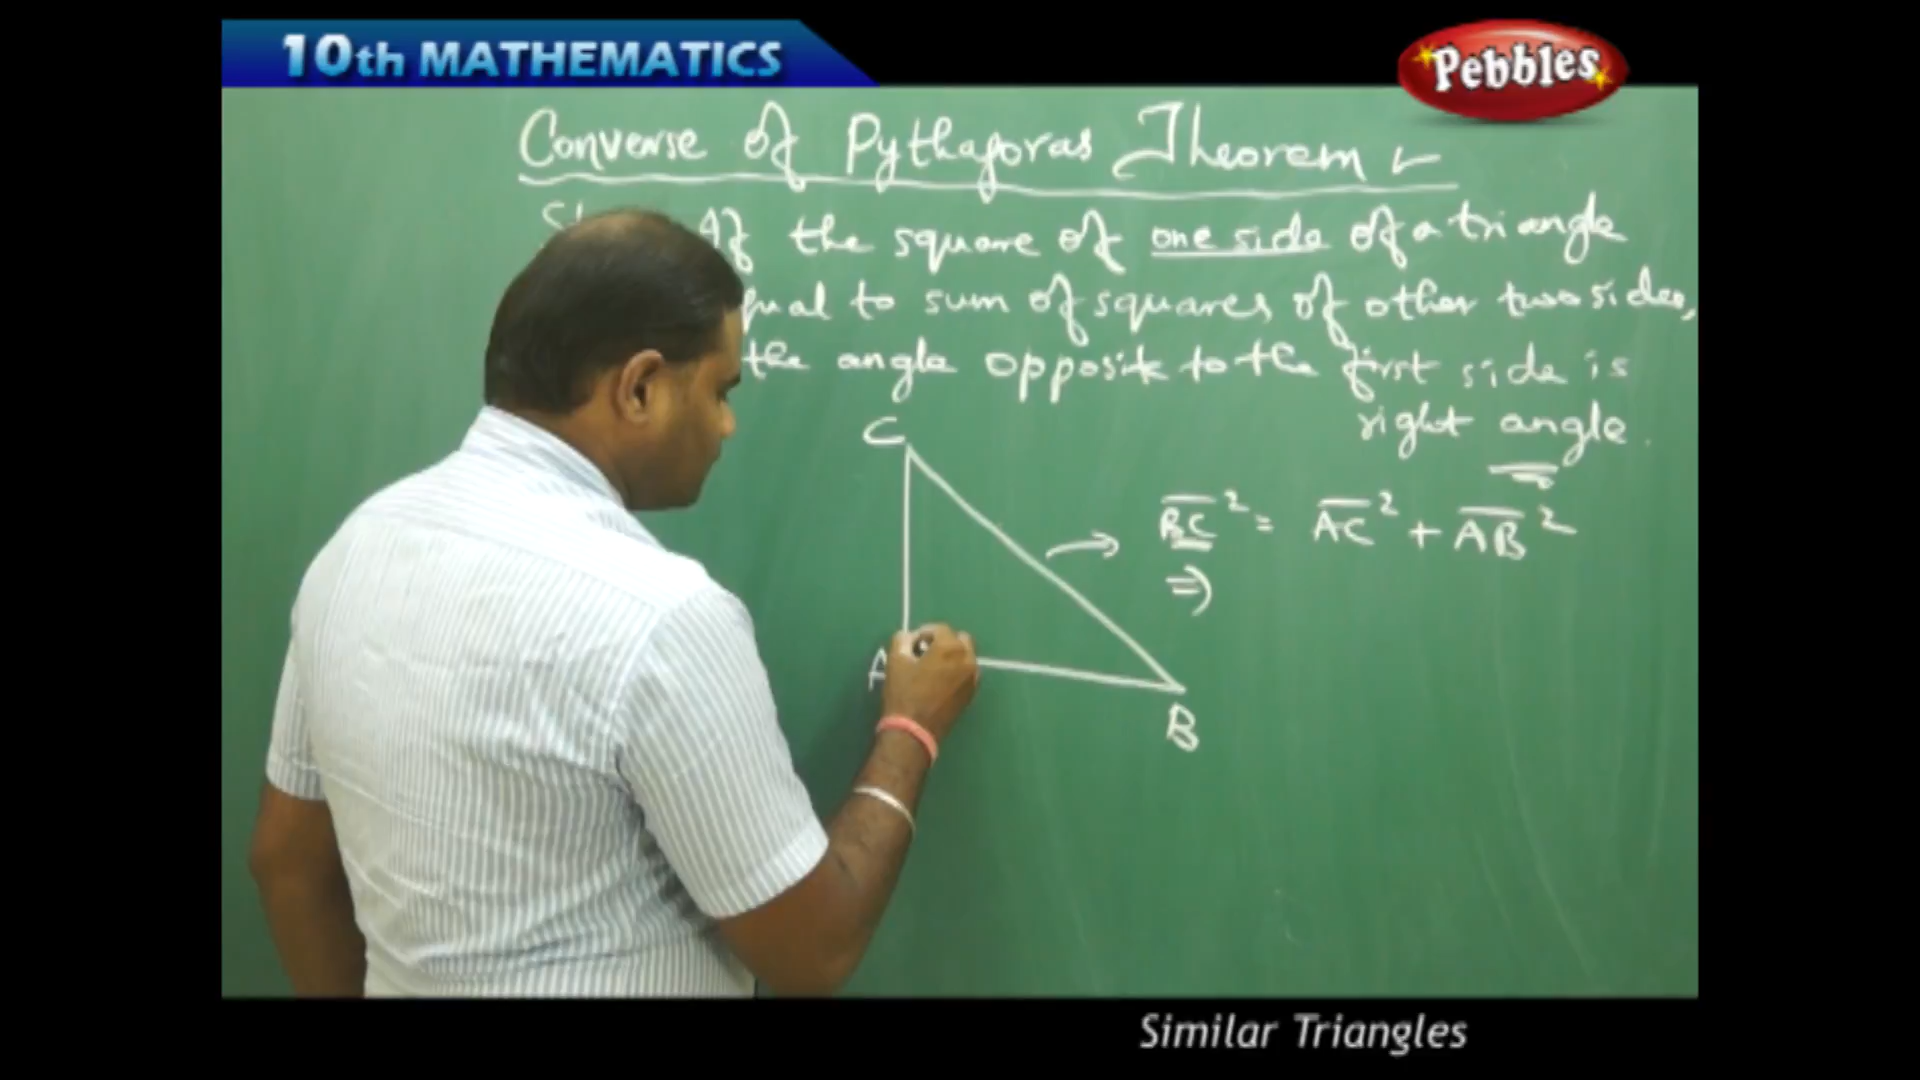 10th MATHEMATICS
Pebbles
Converse of Pythagoras Theorem
If the square of one side of a triangle
to sum of squares of other two sides,
the angle opposite to the first side is
right angle.
C
BC² = AC² + AB²
⇒
A
B
Similar Triangles